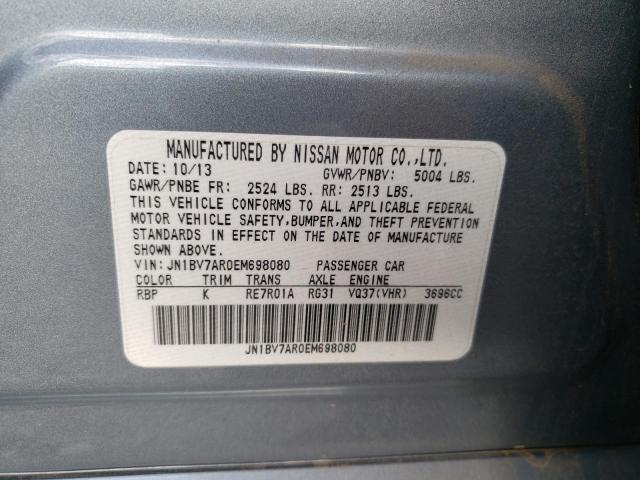 MANUFACTURED BY NISSAN MOTOR CO.,LTD.
DATE: 10/13 GVWR/PNBV: 5004 LBS.
GAWR/PNBE FR: 2524 LBS. RR: 2513 LBS.
THIS VEHICLE CONFORMS TO ALL APPLICABLE FEDERAL
MOTOR VEHICLE SAFETY,BUMPER,AND THEFT PREVENTION
STANDARDS IN EFFECT ON THE DATE OF MANUFACTURE
SHOWN ABOVE.
VIN: JN1BV7AR0EM698080 PASSENGER CAR
COLOR TRIM TRANS AXLE ENGINE
RBP K RE7R01A RG31 VQ37(VHR) 3696CC
JN1BV7AR0EM698080